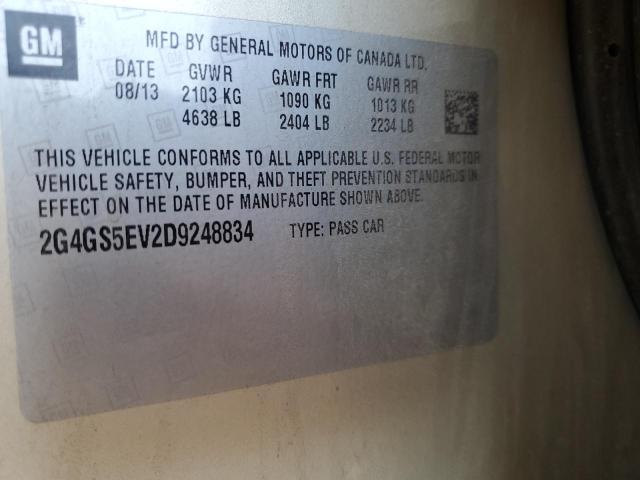 GM
MFD BY GENERAL MOTORS OF CANADA LTD.
DATE GVWR GAWR FRT GAWR RR
08/13 2103 KG 1090 KG 1013 KG
4638 LB 2404 LB 2234 LB
THIS VEHICLE CONFORMS TO ALL APPLICABLE U.S. FEDERAL MOTOR
VEHICLE SAFETY, BUMPER, AND THEFT PREVENTION STANDARDS IN
EFFECT ON THE DATE OF MANUFACTURE SHOWN ABOVE.
2G4GS5EV2D9248834 TYPE: PASS CAR